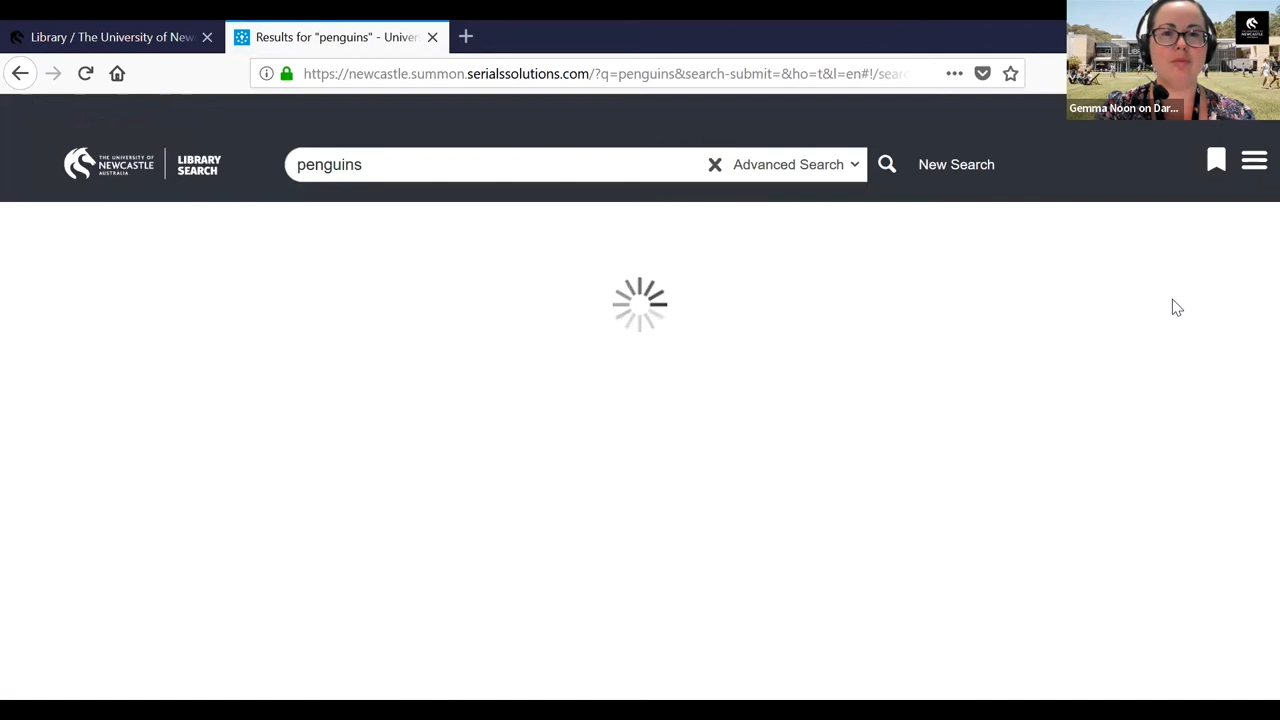 Library / The University of New
Results for "penguins" - Univer
https://newcastle.summon.serialssolutions.com/?q=penguins&search-submit=&ho=t&l=en#!/searc
Gemma Noon on Dar...
THE UNIVERSITY OF
NEWCASTLE
AUSTRALIA
LIBRARY
SEARCH
penguins
Advanced Search
New Search